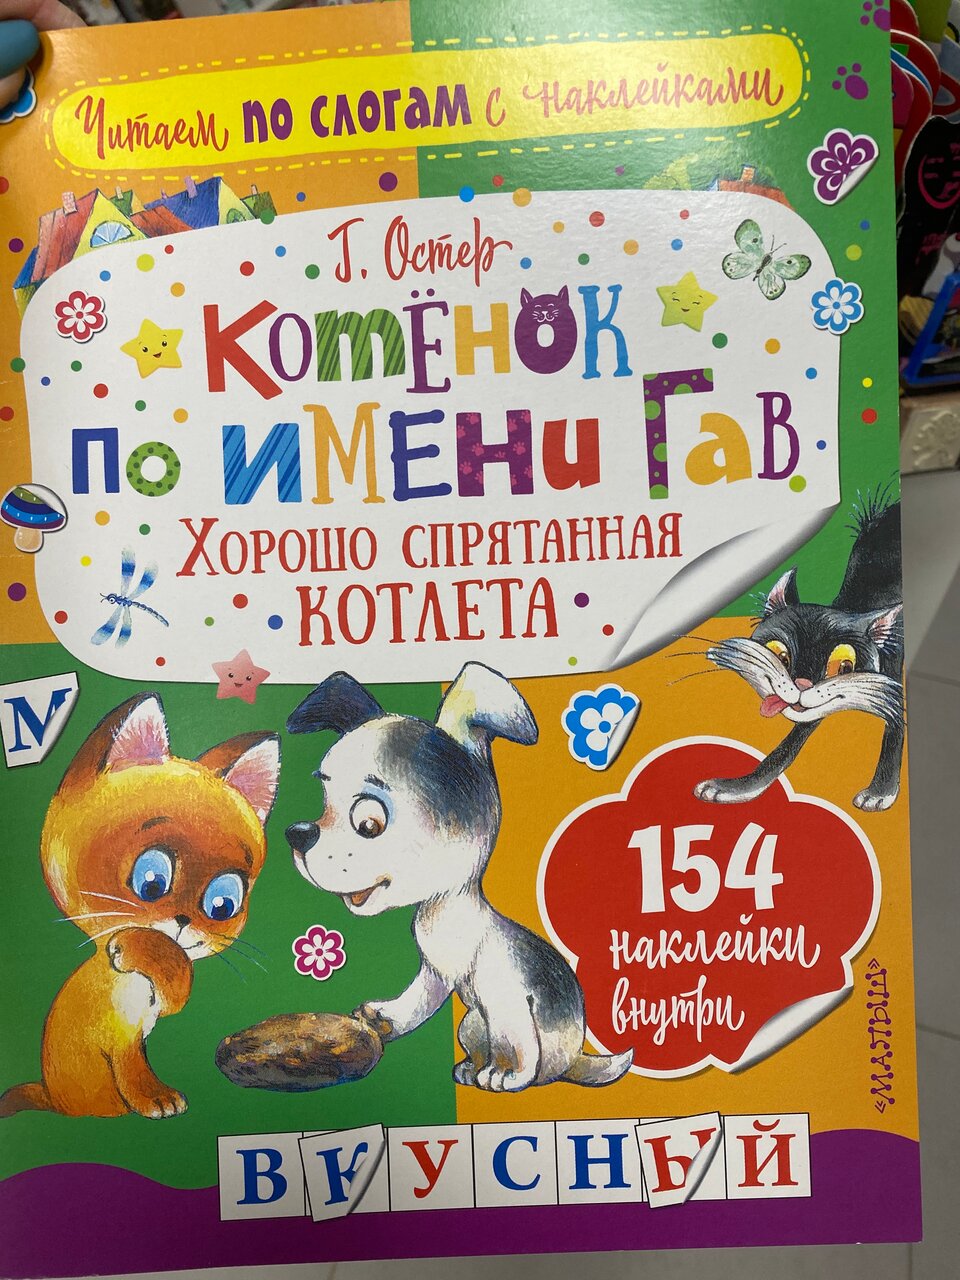 Читаем по слогам с наклейками
Г. Остер
Котёнок
по имени Гав
Хорошо спрятанная
котлета
М
154
наклейки
внутри
«МАЛЫШ»
ВКУСНЫЙ